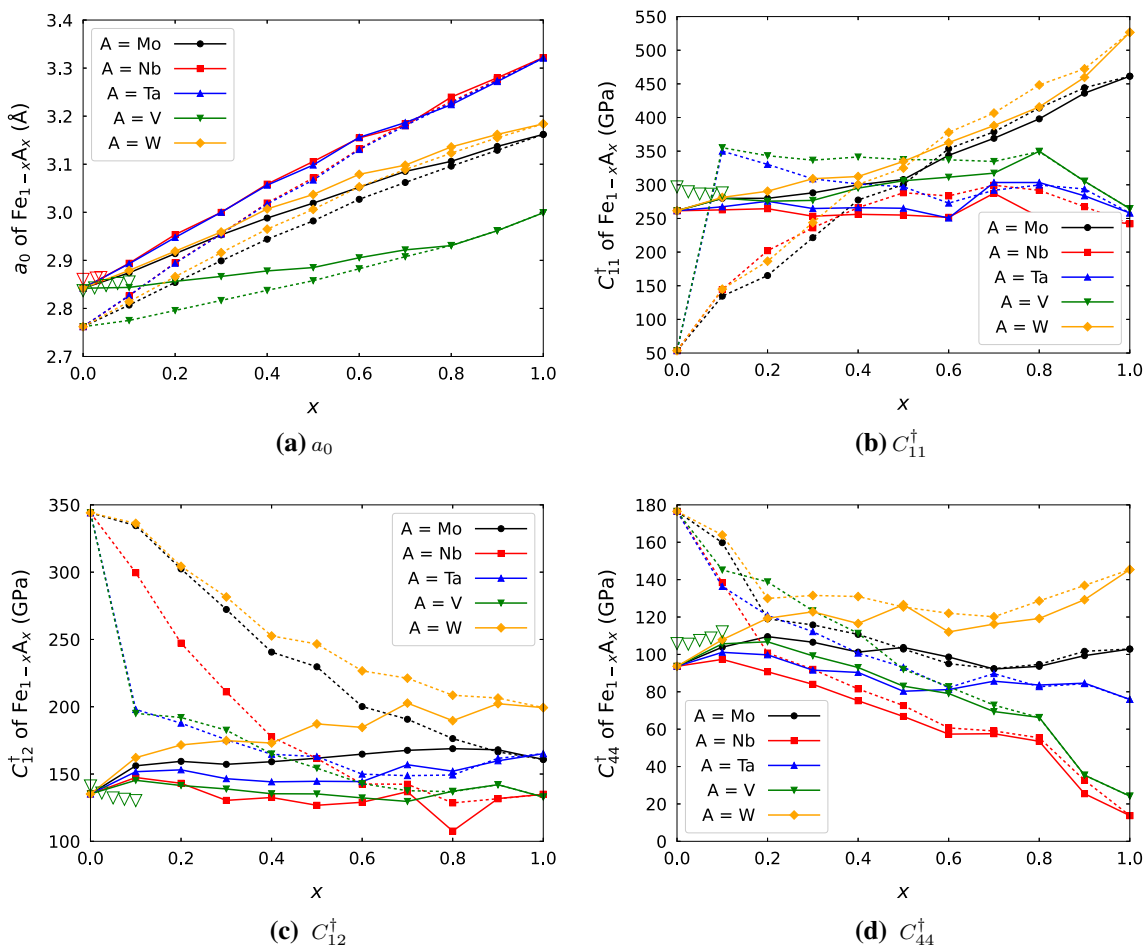 a₀ of Fe₁₋ₓAₓ (Å)
3.4
3.3
3.2
3.1
3.0
2.9
2.8
2.7
A = Mo
A = Nb
A = Ta
A = V
A = W
0.0 0.2 0.4 0.6 0.8 1.0
x
(a) a₀
C₁₁† of Fe₁₋ₓAₓ (GPa)
550
500
450
400
350
300
250
200
150
100
50
A = Mo
A = Nb
A = Ta
A = V
A = W
0.0 0.2 0.4 0.6 0.8 1.0
x
(b) C₁₁†
C₁₂† of Fe₁₋ₓAₓ (GPa)
350
300
250
200
150
100
A = Mo
A = Nb
A = Ta
A = V
A = W
0.0 0.2 0.4 0.6 0.8 1.0
x
(c) C₁₂†
C₄₄† of Fe₁₋ₓAₓ (GPa)
180
160
140
120
100
80
60
40
20
0
A = Mo
A = Nb
A = Ta
A = V
A = W
0.0 0.2 0.4 0.6 0.8 1.0
x
(d) C₄₄†